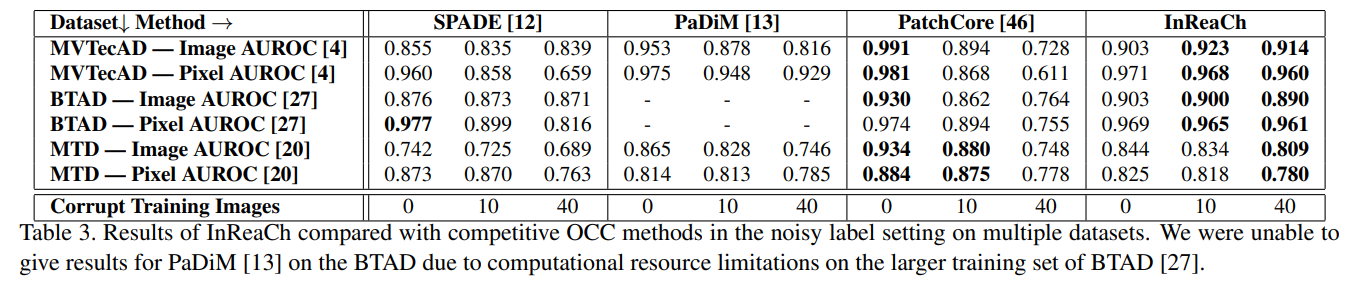 Dataset↓ Method → SPADE [12] PaDiM [13] PatchCore [46] InReaCh
MVTecAD — Image AUROC [4] 0.855 0.835 0.839 0.953 0.878 0.816 0.991 0.894 0.728 0.903 0.923 0.914
MVTecAD — Pixel AUROC [4] 0.960 0.858 0.659 0.975 0.948 0.929 0.981 0.868 0.611 0.971 0.968 0.960
BTAD — Image AUROC [27] 0.876 0.873 0.871 - - - 0.930 0.862 0.764 0.903 0.900 0.890
BTAD — Pixel AUROC [27] 0.977 0.899 0.816 - - - 0.974 0.894 0.755 0.969 0.965 0.961
MTD — Image AUROC [20] 0.742 0.725 0.689 0.865 0.828 0.746 0.934 0.880 0.748 0.844 0.834 0.809
MTD — Pixel AUROC [20] 0.873 0.870 0.763 0.814 0.813 0.785 0.884 0.875 0.778 0.825 0.818 0.780
Corrupt Training Images 0 10 40 0 10 40 0 10 40 0 10 40
Table 3. Results of InReaCh compared with competitive OCC methods in the noisy label setting on multiple datasets. We were unable to
give results for PaDiM [13] on the BTAD due to computational resource limitations on the larger training set of BTAD [27].